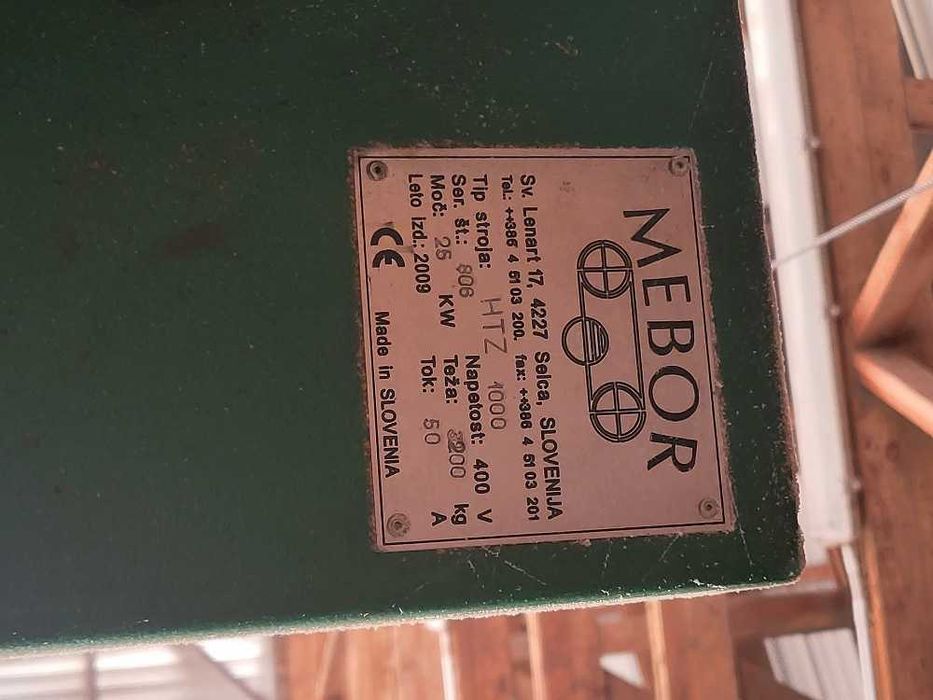 MEBOR
Sv. Lenart 17, 4227 Selca, SLOVENIJA
Tel.: ++386 4 51 03 200. fax: ++386 4 51 03 201
Tip stroja: HTZ 1000
Ser. št.: 806 Napetost: 400 V
Moč: 25 KW Teža: kg
Leto Izd.: 2009 Tok: 50 A
CE Made in SLOVENIA